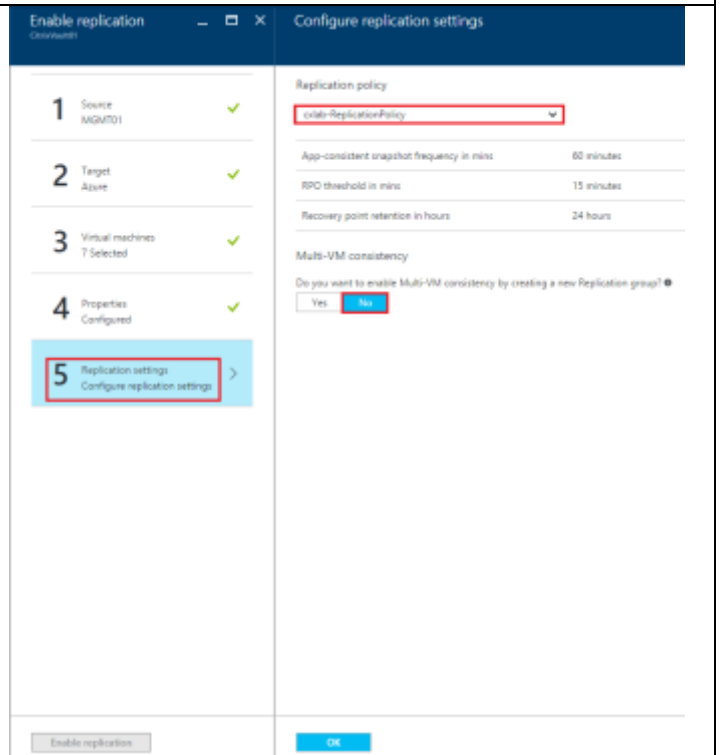 Enable replication
Configure replication settings
1 Source
MGMT01
2 Target
Azure
3 Virtual machines
7 Selected
4 Properties
Configured
5 Replication settings
Configure replication settings
Enable replication
Replication policy
cxlab-ReplicationPolicy
App-consistent snapshot frequency in mins 60 minutes
RPO threshold in mins 15 minutes
Recovery point retention in hours 24 hours
Multi-VM consistency
Do you want to enable Multi-VM consistency by creating a new Replication group?
Yes No
OK